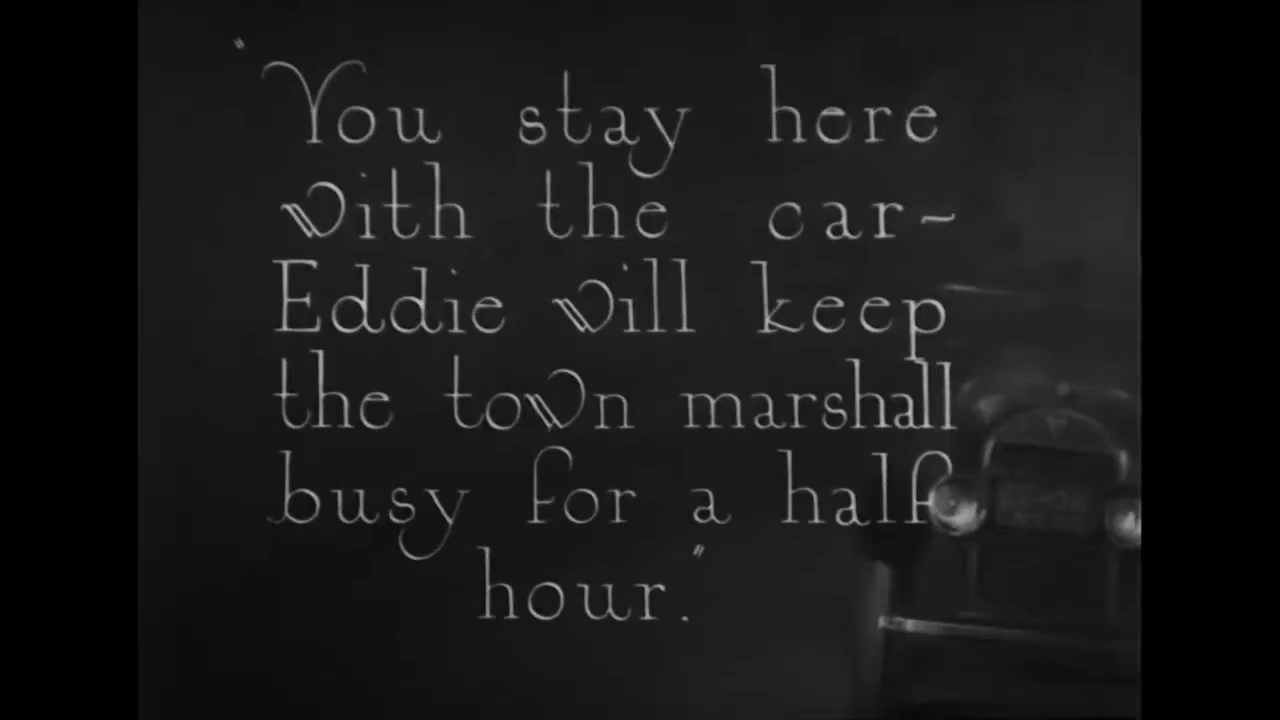 "You stay here
with the car-
Eddie will keep
the town marshall
busy for a half
hour."